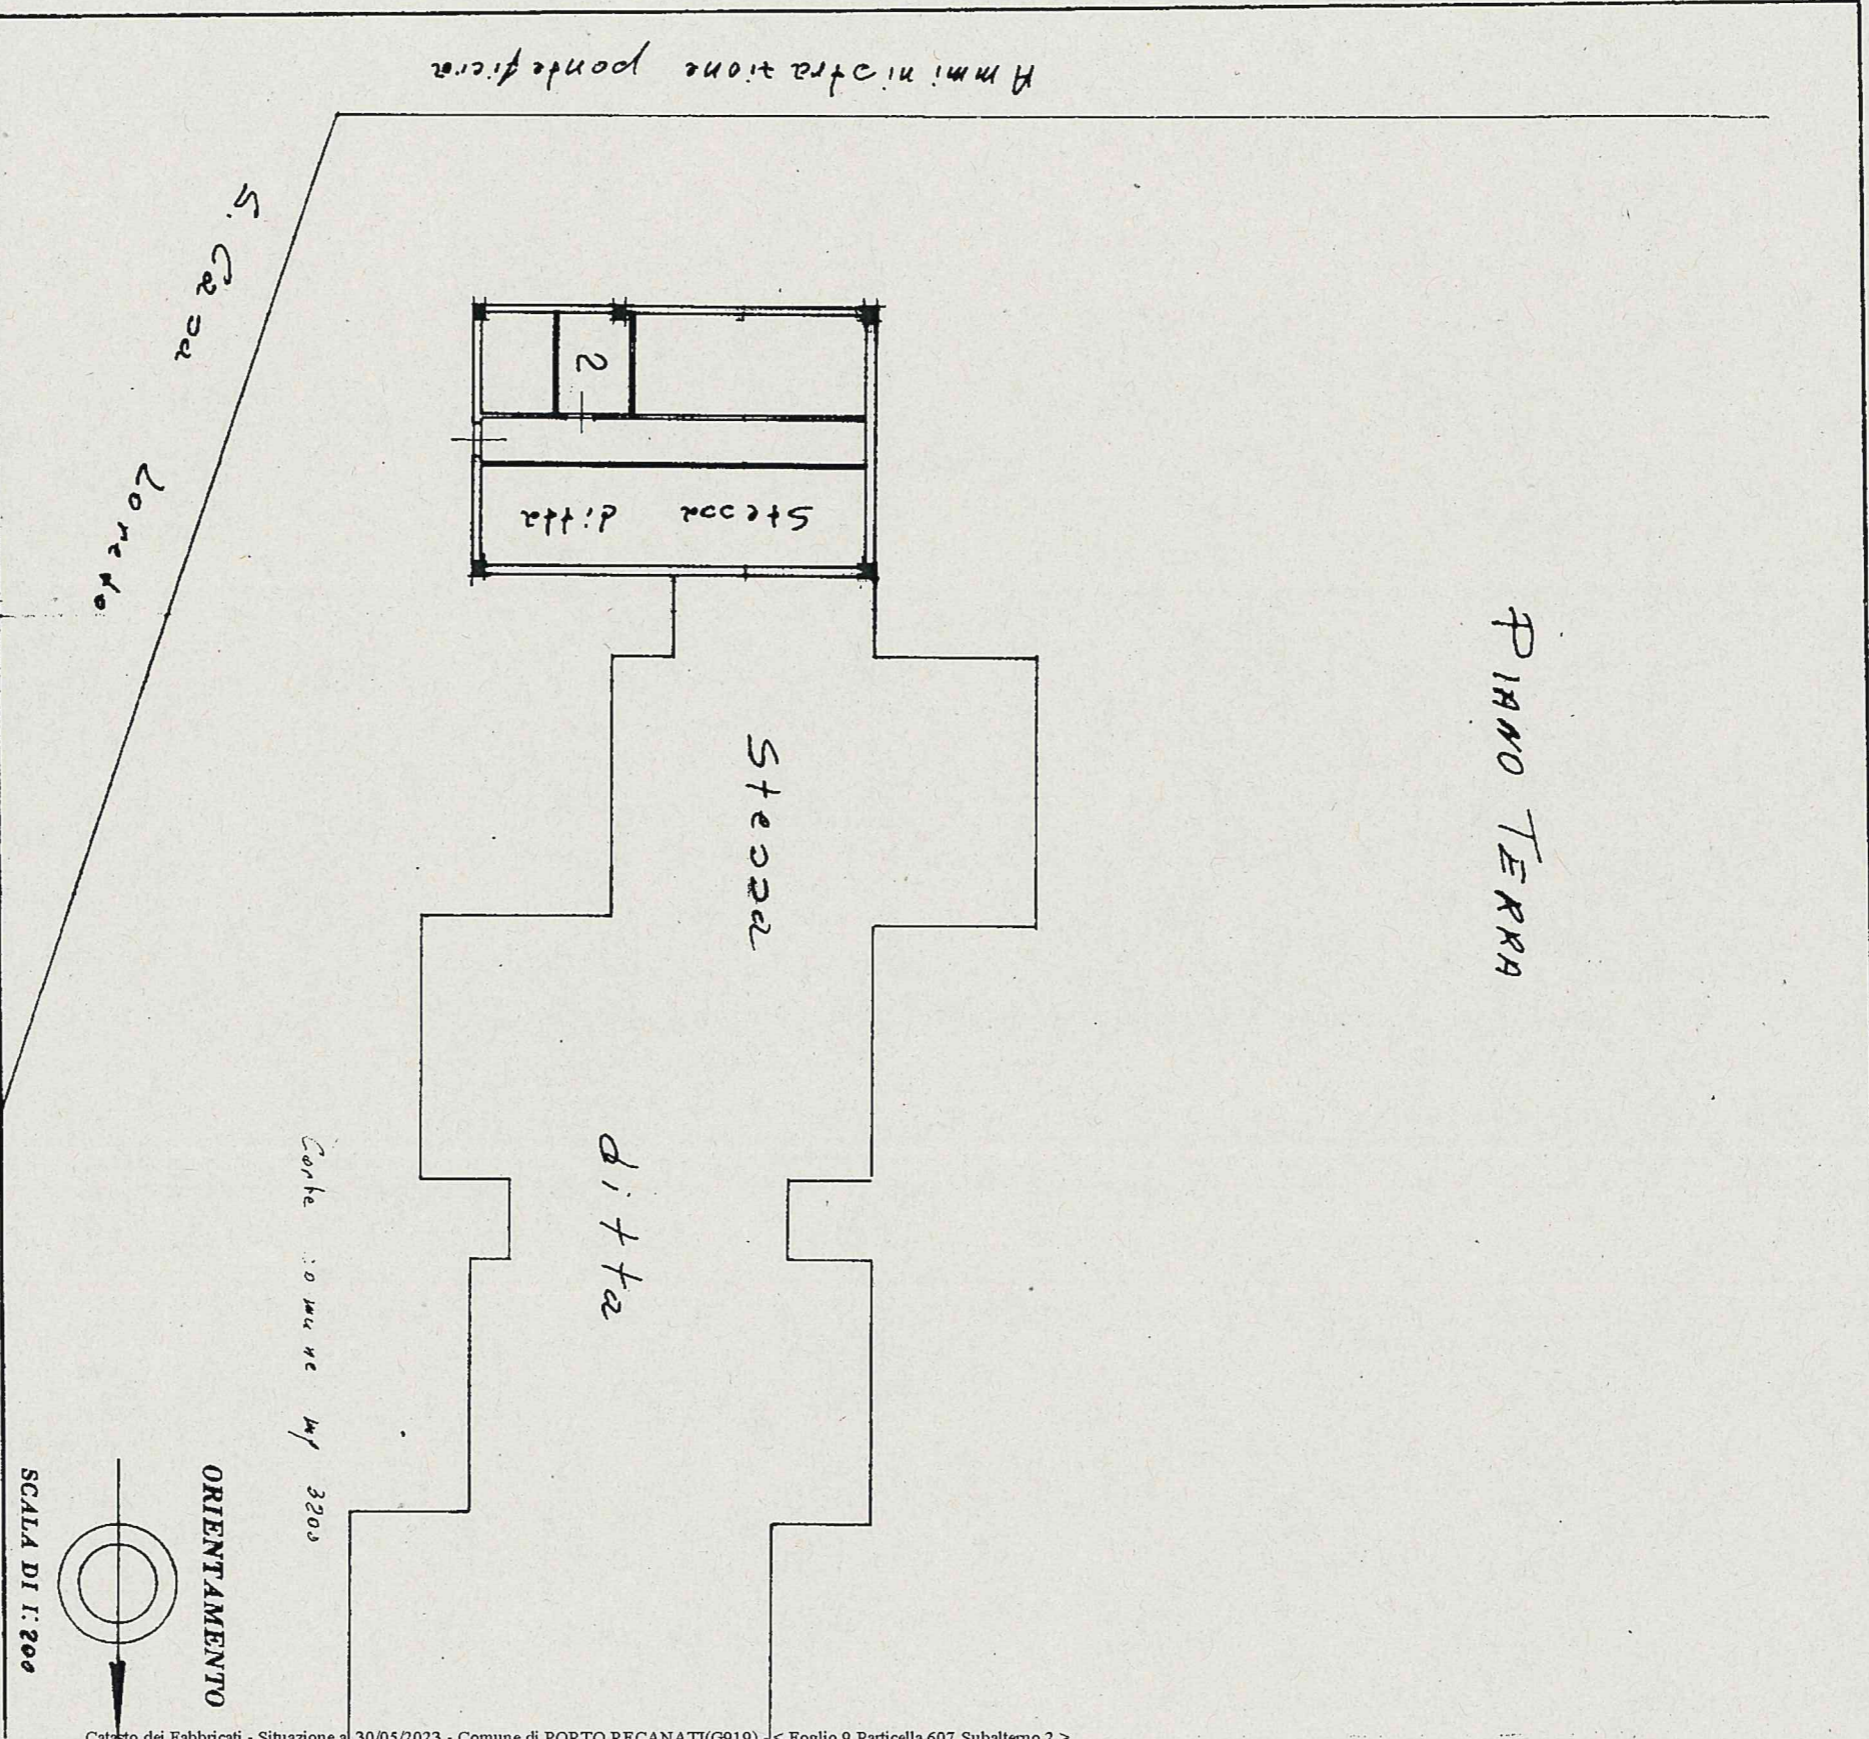 Amministrazione pontificia
S. Casa
Loreto
2
Stessa ditta
Stessa
ditta
PIANO TERRA
Corte comune mq 3200
ORIENTAMENTO
SCALA DI 1:200
Catasto dei Fabbricati - Situazione al 30/05/2023 - Comune di PORTO RECANATI(G919) - < Foglio 9 Particella 607 Subalterno 2 >